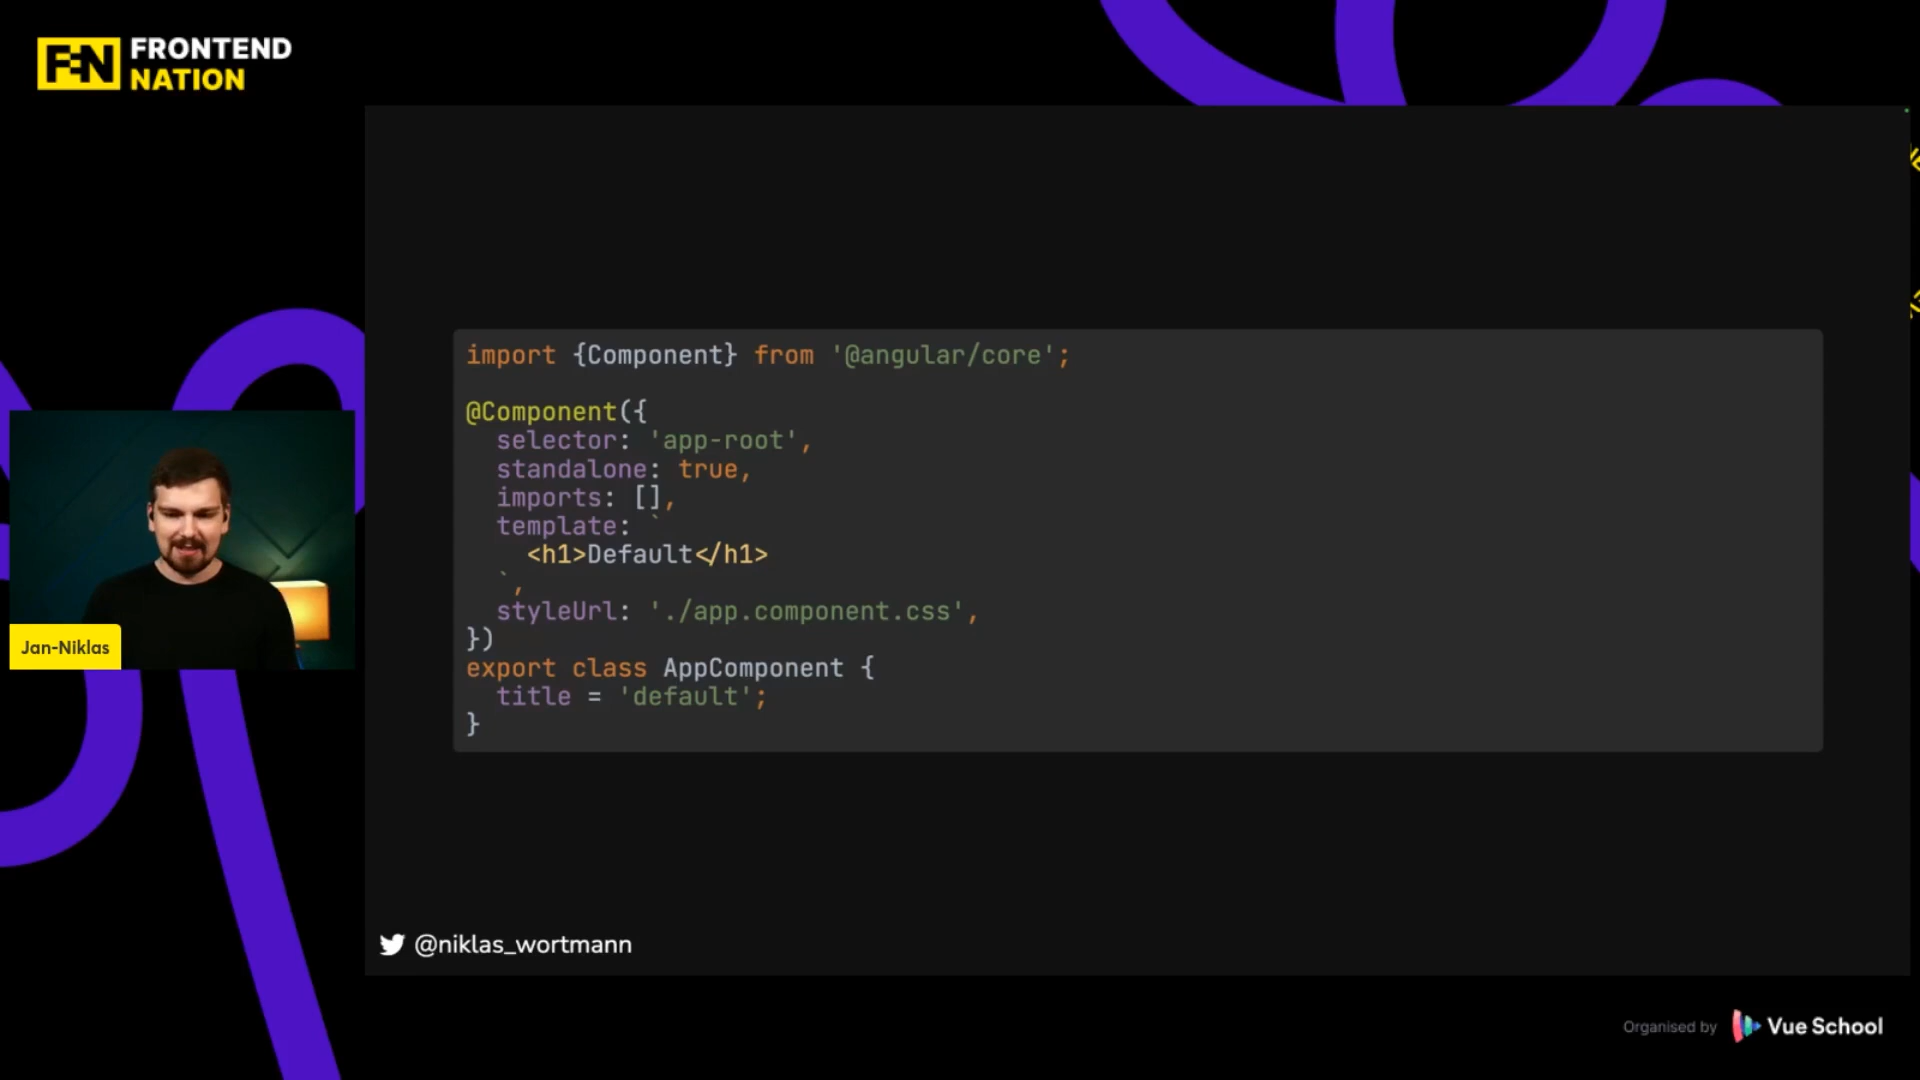 FRONTEND
NATION
import {Component} from '@angular/core';
@Component({
  selector: 'app-root',
  standalone: true,
  imports: [],
  template: `
    <h1>Default</h1>
  `,
  styleUrl: './app.component.css',
})
export class AppComponent {
  title = 'default';
}
Jan-Niklas
@niklas_wortmann
Organised by Vue School